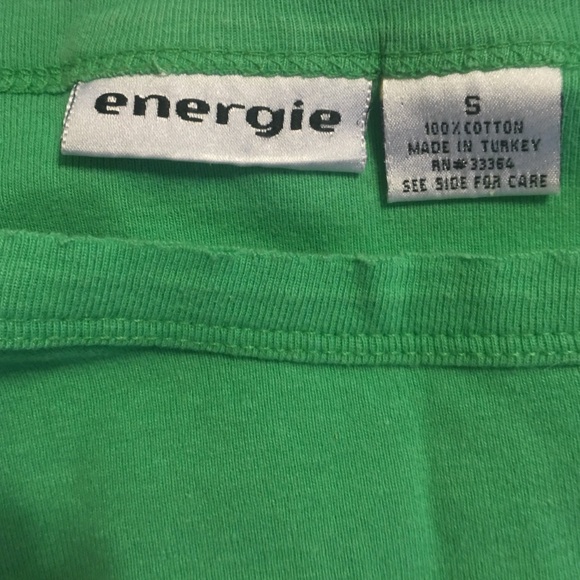 energie
S
100% COTTON
MADE IN TURKEY
RN# 33364
SEE SIDE FOR CARE